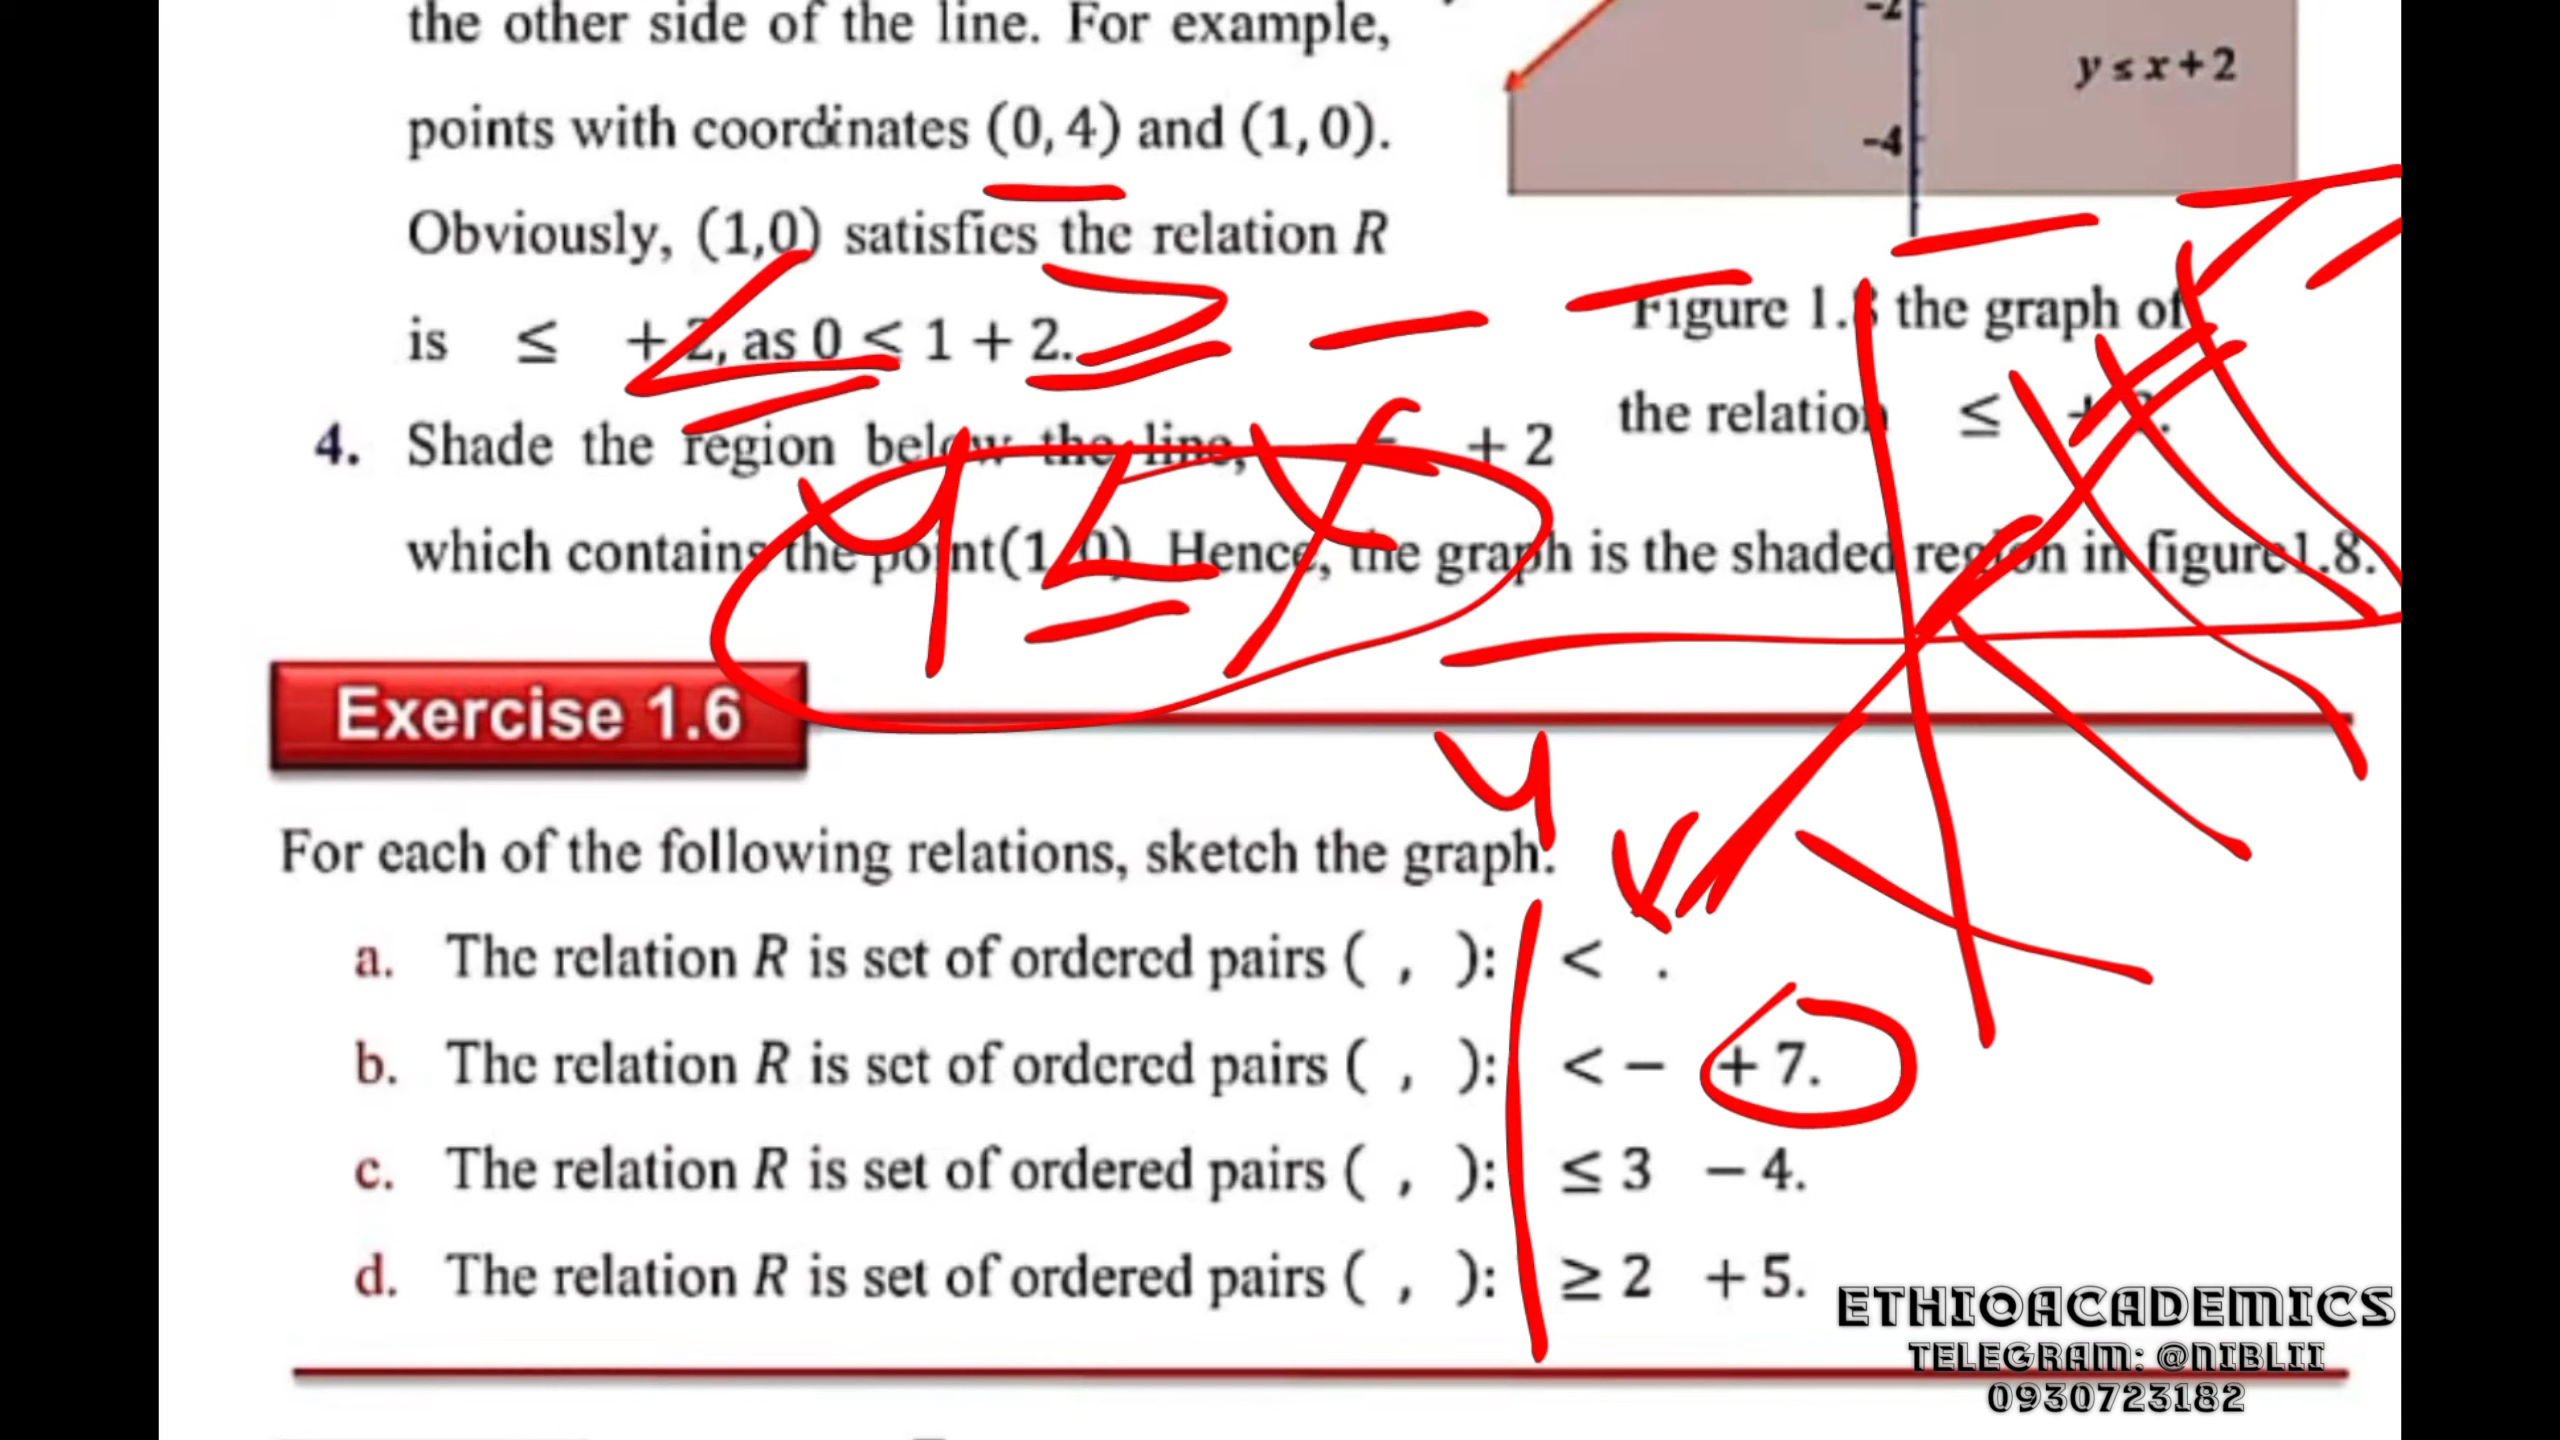 the other side of the line. For example,
points with coordinates (0, 4) and (1, 0).
Obviously, (1,0) satisfies the relation R
is ≤ + 2, as 0 < 1 + 2.
-2
y ≤ x + 2
-4
Figure 1.8 the graph of
the relation ≤ + 2.
4. Shade the region below the line, = + 2
which contains the point(1,0). Hence, the graph is the shaded region in figure1.8.
y ≤ x
Exercise 1.6
y
For each of the following relations, sketch the graph.
a. The relation R is set of ordered pairs ( , ): < .
b. The relation R is set of ordered pairs ( , ): < − + 7.
c. The relation R is set of ordered pairs ( , ): ≤ 3 − 4.
d. The relation R is set of ordered pairs ( , ): ≥ 2 + 5.
ETHIOACADEMICS
TELEGRAM: @NIBLII
0930723182